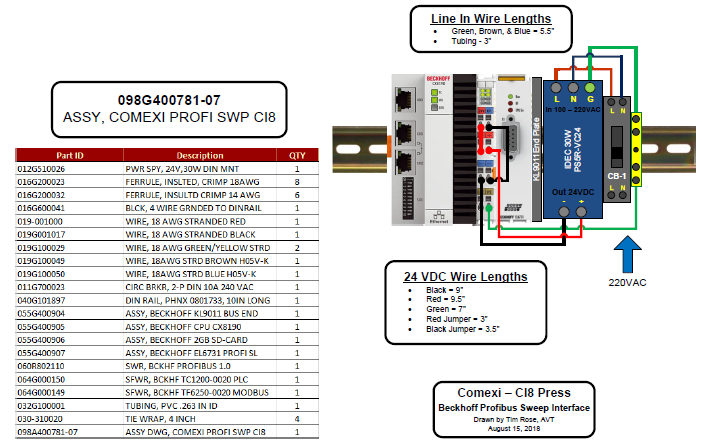 Line In Wire Lengths
• Green, Brown, & Blue = 5.5"
• Tubing - 3"
098G400781-07
ASSY, COMEXI PROFI SWP CI8
Part ID Description QTY
012G510026 PWR SPY, 24V,30W DIN MNT 1
016G200023 FERRULE, INSLTED, CRIMP 18AWG 8
016G200032 FERRULE, INSULTD CRIMP 14 AWG 6
016G600041 BLCK, 4 WIRE GRNDED TO DINRAIL 1
019-001000 WIRE, 18 AWG STRANDED RED 1
019G001017 WIRE, 18 AWG STRANDED BLACK 1
019G100029 WIRE, 18 AWG GREEN/YELLOW STRD 2
019G100049 WIRE, 18AWG STRD BROWN H05V-K 1
019G100050 WIRE, 18AWG STRD BLUE H05V-K 1
011G700023 CIRC BRKR, 2-P DIN 10A 240 VAC 1
040G101897 DIN RAIL, PHNX 0801733, 10IN LONG 1
055G400904 ASSY, BECKHOFF KL9011 BUS END 1
055G400905 ASSY, BECKHOFF CPU CX8190 1
055G400906 ASSY, BECKHOFF 2GB SD-CARD 1
055G400907 ASSY, BECKHOFF EL6731 PROFI SL 1
060R802110 SWR, BCKHF PROFIBUS 1.0 1
064G000150 SFWR, BCKHF TC1200-0020 PLC 1
064G000149 SFWR, BCKHF TF6250-0020 MODBUS 1
032G100001 TUBING, PVC .263 IN ID 1
030-310020 TIE WRAP, 4 INCH 4
098A400781-07 ASSY DWG, COMEXI PROFI SWP CI8 1
BECKHOFF
Ethernet
BECKHOFF
KL9011 End Plate
L N G
In 100 – 220VAC
IDEC 30W
PS5R-VC24
Out 24VDC
- +
L N
CB-1
L N
220VAC
24 VDC Wire Lengths
• Black = 9"
• Red = 9.5"
• Green = 7"
• Red Jumper = 3"
• Black Jumper = 3.5"
Comexi – CI8 Press
Beckhoff Profibus Sweep Interface
Drawn by Tim Rose, AVT
August 15, 2018